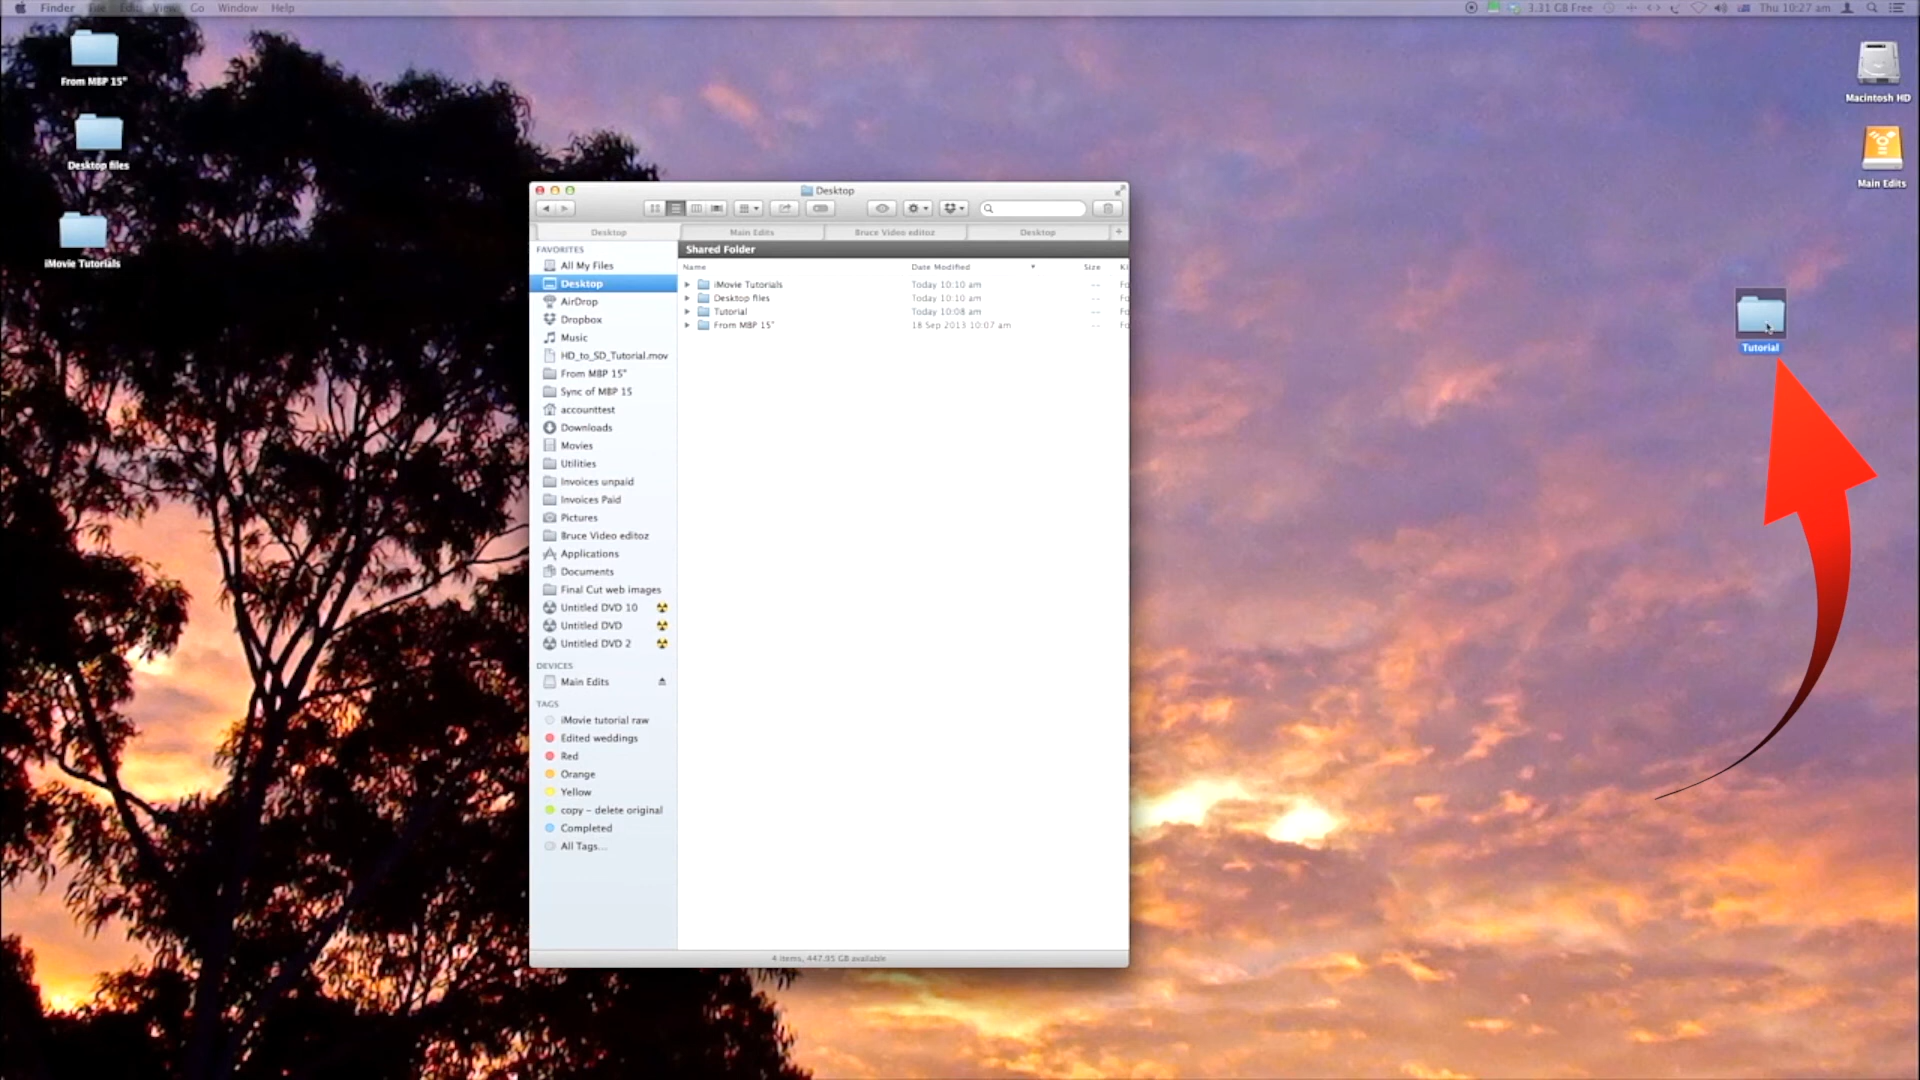 Finder File Edit View Go Window Help
3.31 GB Free Thu 10:27 am
From MBP 15"
Desktop files
iMovie Tutorials
Macintosh HD
Main Edits
Tutorial
Desktop
Desktop Main Edits Bruce Video editoz Desktop +
Shared Folder
Name Date Modified Size Ki
iMovie Tutorials Today 10:10 am -- Fo
Desktop files Today 10:10 am -- Fo
Tutorial Today 10:08 am -- Fo
From MBP 15" 18 Sep 2013 10:07 am -- Fo
FAVORITES
All My Files
Desktop
AirDrop
Dropbox
Music
HD_to_SD_Tutorial.mov
From MBP 15"
Sync of MBP 15
accounttest
Downloads
Movies
Utilities
Invoices unpaid
Invoices Paid
Pictures
Bruce Video editoz
Applications
Documents
Final Cut web images
Untitled DVD 10
Untitled DVD
Untitled DVD 2
DEVICES
Main Edits
TAGS
iMovie tutorial raw
Edited weddings
Red
Orange
Yellow
copy – delete original
Completed
All Tags...
4 items, 447.95 GB available